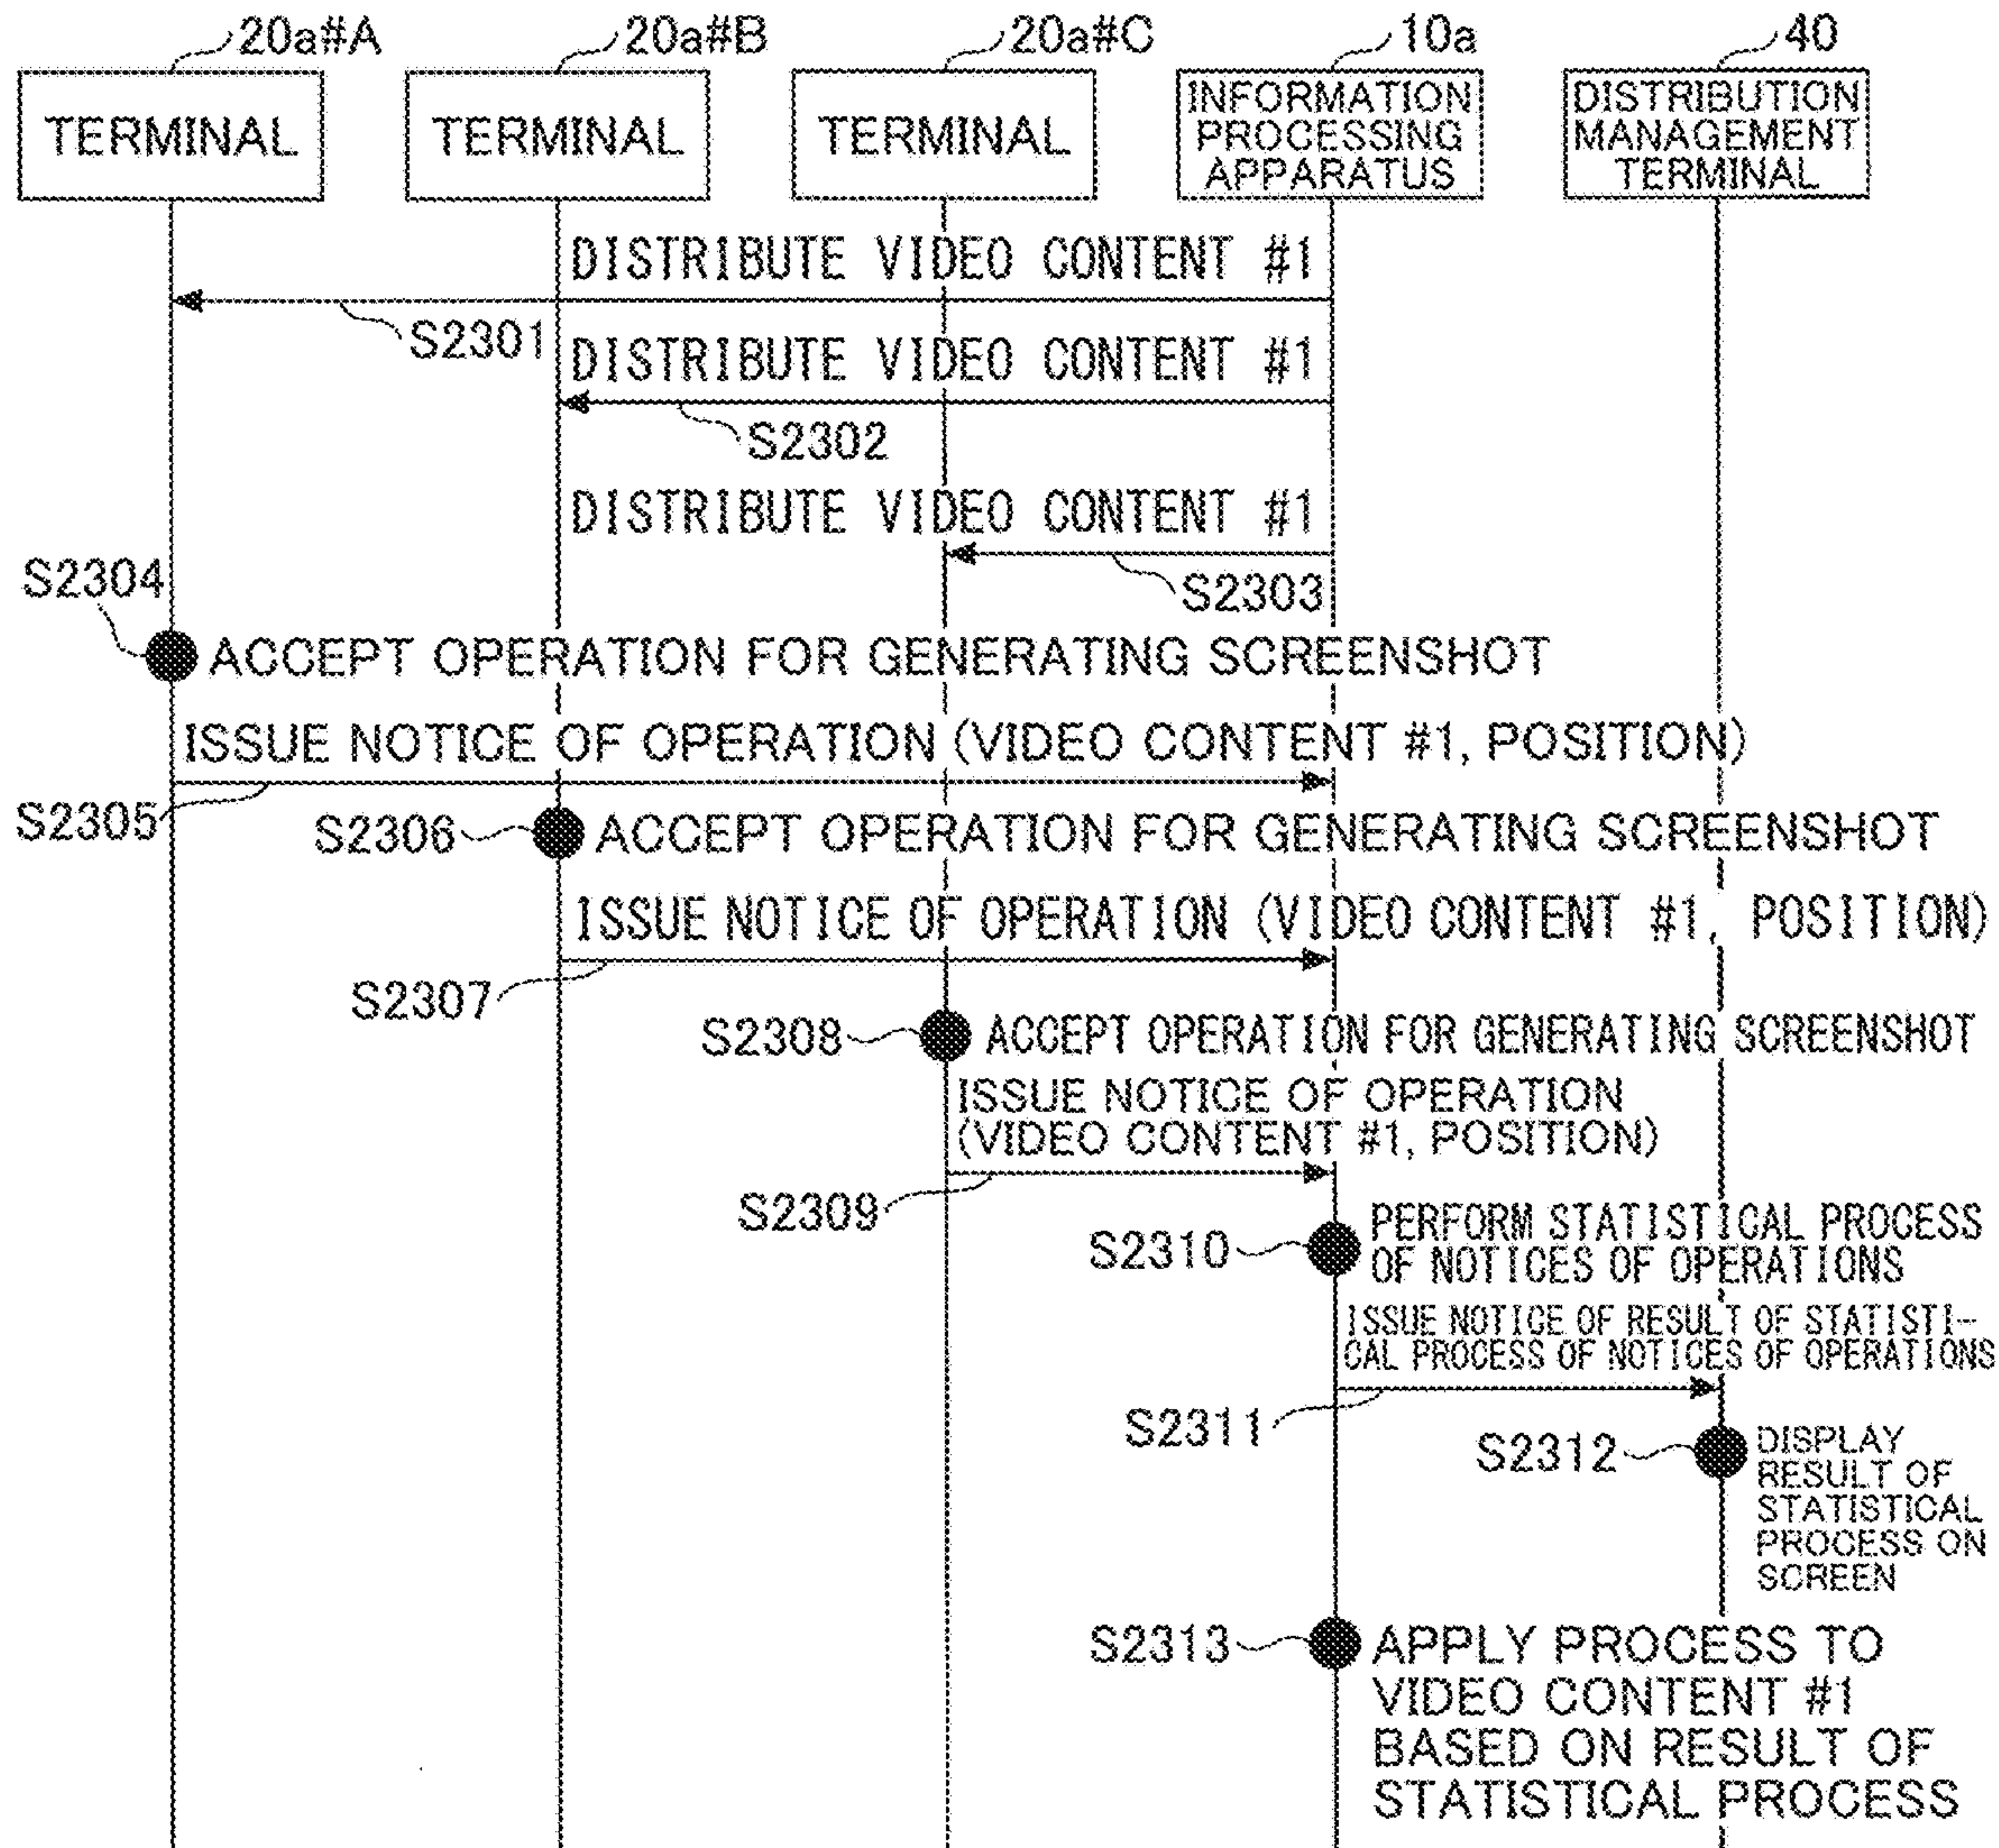 20a#A
20a#B
20a#C
10a
40
TERMINAL
TERMINAL
TERMINAL
INFORMATION
PROCESSING
APPARATUS
DISTRIBUTION
MANAGEMENT
TERMINAL
DISTRIBUTE VIDEO CONTENT #1
S2301
DISTRIBUTE VIDEO CONTENT #1
S2302
DISTRIBUTE VIDEO CONTENT #1
S2303
S2304
ACCEPT OPERATION FOR GENERATING SCREENSHOT
ISSUE NOTICE OF OPERATION (VIDEO CONTENT #1, POSITION)
S2305
S2306
ACCEPT OPERATION FOR GENERATING SCREENSHOT
ISSUE NOTICE OF OPERATION (VIDEO CONTENT #1, POSITION)
S2307
S2308
ACCEPT OPERATION FOR GENERATING SCREENSHOT
ISSUE NOTICE OF OPERATION
(VIDEO CONTENT #1, POSITION)
S2309
S2310
PERFORM STATISTICAL PROCESS
OF NOTICES OF OPERATIONS
ISSUE NOTICE OF RESULT OF STATISTI-
CAL PROCESS OF NOTICES OF OPERATIONS
S2311
S2312
DISPLAY
RESULT OF
STATISTICAL
PROCESS ON
SCREEN
S2313
APPLY PROCESS TO
VIDEO CONTENT #1
BASED ON RESULT OF
STATISTICAL PROCESS